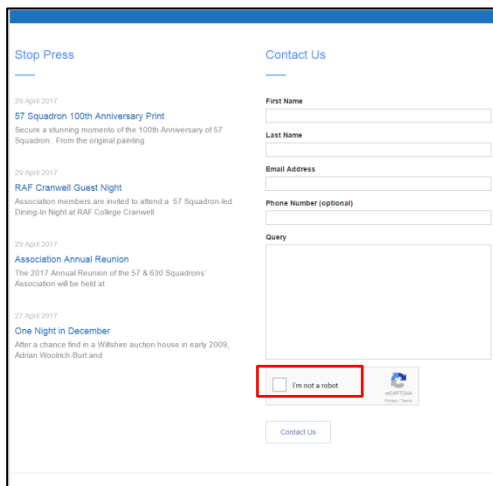 Stop Press
29 April 2017
57 Squadron 100th Anniversary Print
Secure a stunning momento of the 100th Anniversary of 57
Squadron. From the original painting
29 April 2017
RAF Cranwell Guest Night
Association members are invited to attend a 57 Squadron-led
Dining-In Night at RAF College Cranwell
29 April 2017
Association Annual Reunion
The 2017 Annual Reunion of the 57 & 630 Squadrons'
Association will be held at
27 April 2017
One Night in December
After a chance find in a Wiltshire auction house in early 2009,
Adrian Woolrich-Burt and
Contact Us
First Name
Last Name
Email Address
Phone Number (optional)
Query
I'm not a robot
reCAPTCHA
Privacy - Terms
Contact Us